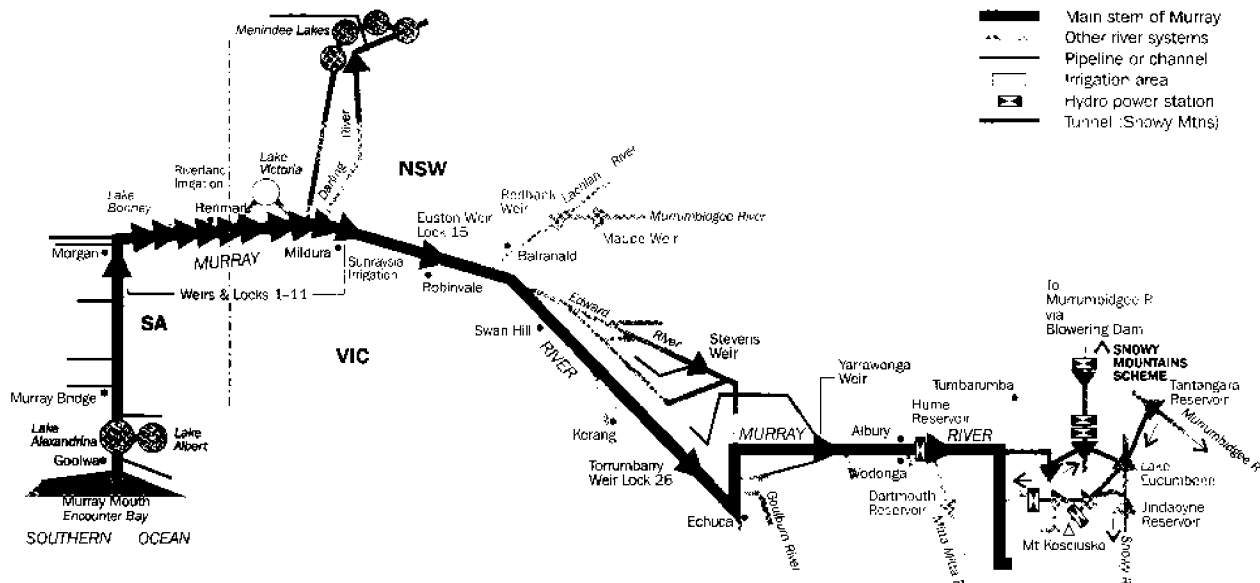 Main stem of Murray
Other river systems
Pipeline or channel
Irrigation area
Hydro power station
Tunnel (Snowy Mtns)
Menindee Lakes
River
Darling
NSW
Lake
Victoria
Riverland
Irrigation
Lake
Bonney
Renmark
Morgan
MURRAY
Mildura
Sunraysia
Irrigation
Weirs & Locks 1–11
Euston Weir
Lock 15
Robinvale
Redbank
Weir
Lachlan River
Murrumbidgee River
Maude Weir
Balranald
SA
VIC
Swan Hill
RIVER
Edward
River
Stevens
Weir
Kerang
Torrumbarry
Weir Lock 26
Echuca
Goulburn River
MURRAY
Yarrawonga
Weir
Albury
Wodonga
Hume
Reservoir
Dartmouth
Reservoir
Mitta Mitta
RIVER
Tumbarumba
To
Murrumbidgee R
via
Blowering Dam
SNOWY
MOUNTAINS
SCHEME
Tantangara
Reservoir
Murrumbidgee R
Lake
Eucumbene
Jindabyne
Reservoir
Mt Kosciusko
Snowy
Murray Bridge
Lake
Alexandrina
Lake
Albert
Goolwa
Murray Mouth
Encounter Bay
SOUTHERN OCEAN